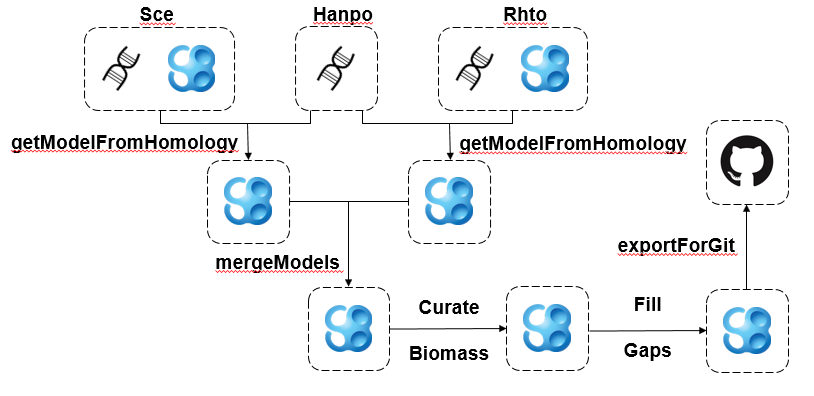 Sce
Hanpo
Rhto
getModelFromHomology
getModelFromHomology
mergeModels
exportForGit
Curate
Biomass
Fill
Gaps